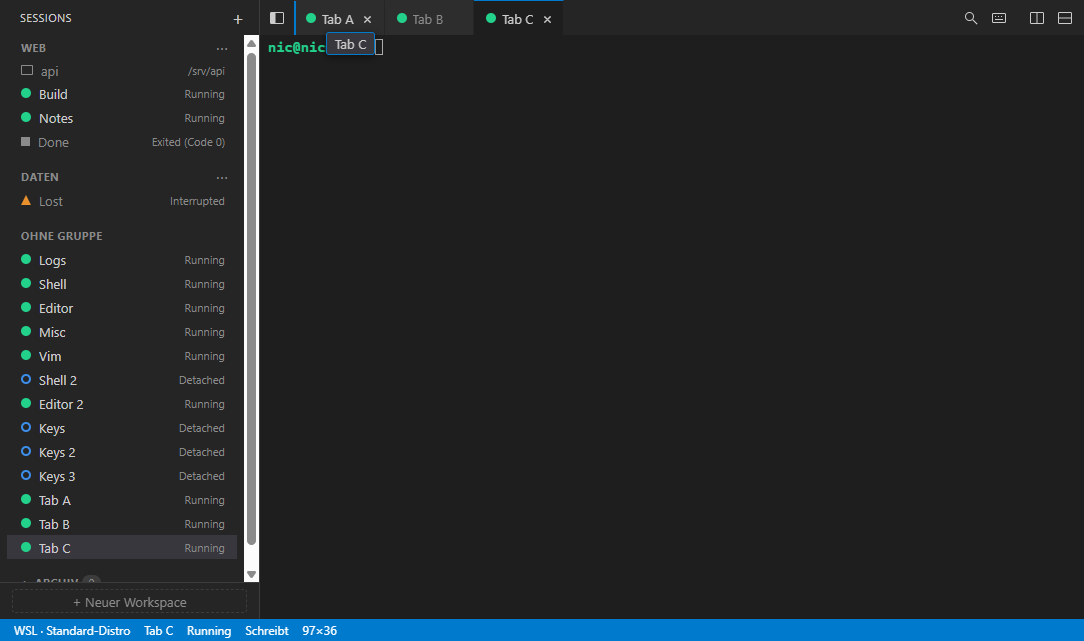 SESSIONS +
WEB ...
api /srv/api
Build Running
Notes Running
Done Exited (Code 0)
DATEN ...
Lost Interrupted
OHNE GRUPPE
Logs Running
Shell Running
Editor Running
Misc Running
Vim Running
Shell 2 Detached
Editor 2 Running
Keys Detached
Keys 2 Detached
Keys 3 Detached
Tab A Running
Tab B Running
Tab C Running
ARCHIV
+ Neuer Workspace
Tab A × Tab B Tab C ×
nic@nic
Tab C
WSL · Standard-Distro Tab C Running Schreibt 97×36